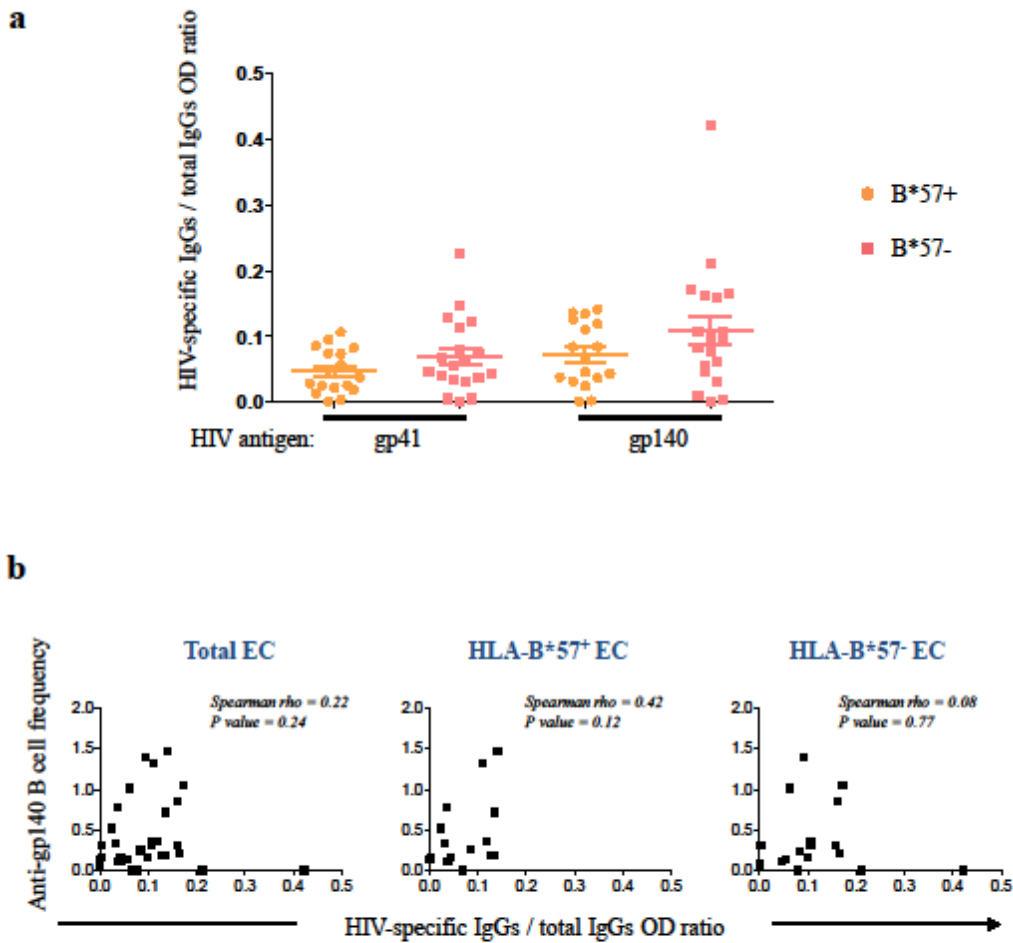 a
HIV-specific IgGs / total IgGs OD ratio
0.5
0.4
0.3
0.2
0.1
0.0
B*57+
B*57-
HIV antigen:
gp41
gp140
b
Anti-gp140 B cell frequency
Total EC
Spearman rho = 0.22
P value = 0.24
2.0
1.5
1.0
0.5
0.0
0.0 0.1 0.2 0.3 0.4 0.5
HLA-B*57+ EC
Spearman rho = 0.42
P value = 0.12
2.0
1.5
1.0
0.5
0.0
0.0 0.1 0.2 0.3 0.4 0.5
HLA-B*57- EC
Spearman rho = 0.08
P value = 0.77
2.0
1.5
1.0
0.5
0.0
0.0 0.1 0.2 0.3 0.4 0.5
HIV-specific IgGs / total IgGs OD ratio